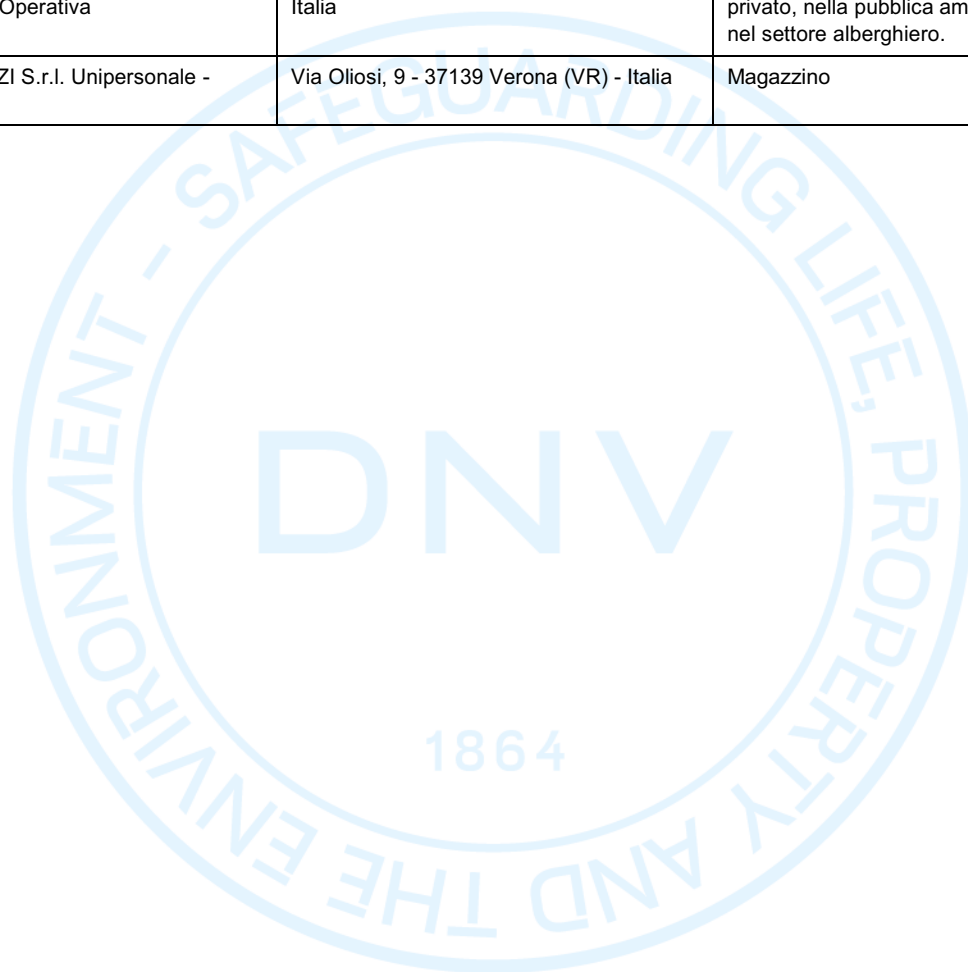 Operativa
Italia
privato, nella pubblica am
nel settore alberghiero.
ZI S.r.l. Unipersonale -
Via Oliosi, 9 - 37139 Verona (VR) - Italia
Magazzino
SAFEGUARDING LIFE, PROPERTY AND THE ENVIRONMENT -
DNV
1864